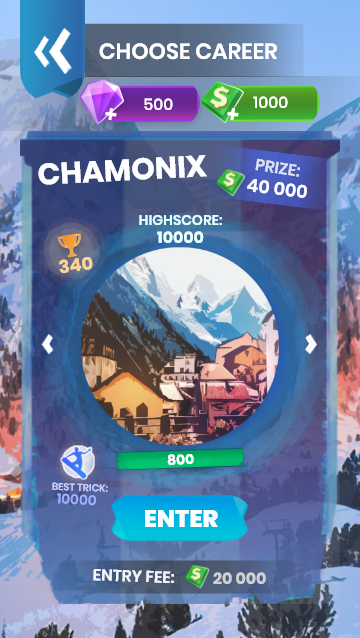 CHOOSE CAREER
500
1000
CHAMONIX
PRIZE:
40 000
HIGHSCORE:
10000
340
800
BEST TRICK:
10000
ENTER
ENTRY FEE: 20 000